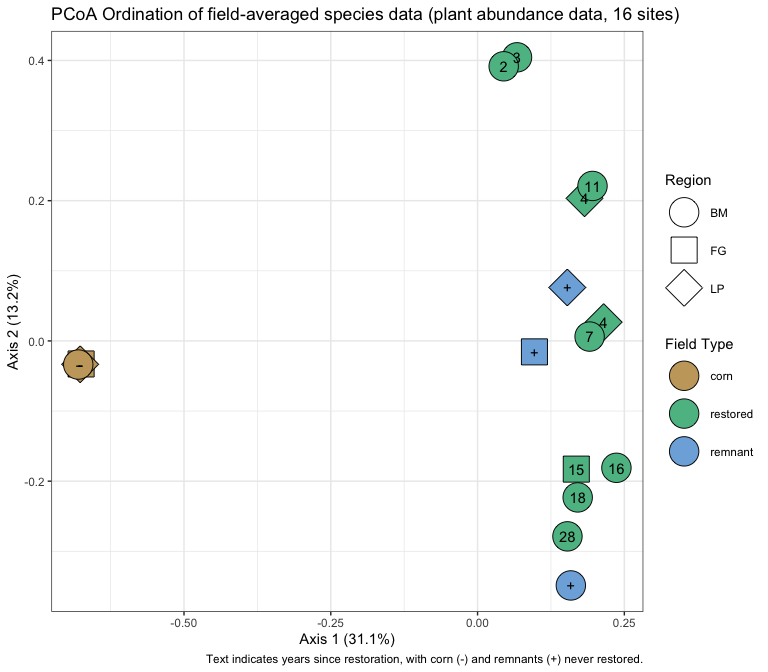 PCoA Ordination of field-averaged species data (plant abundance data, 16 sites)
Axis 2 (13.2%)
0.4
0.2
0.0
-0.2
3
2
11
4
+
4
7
+
-
15
16
18
28
+
-0.50
-0.25
0.00
0.25
Axis 1 (31.1%)
Text indicates years since restoration, with corn (-) and remnants (+) never restored.
Region
BM
FG
LP
Field Type
corn
restored
remnant